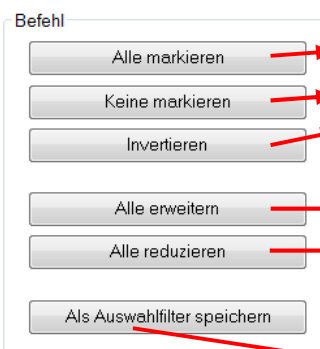 Befehl
Alle markieren
Keine markieren
Invertieren
Alle erweitern
Alle reduzieren
Als Auswahlfilter speichern